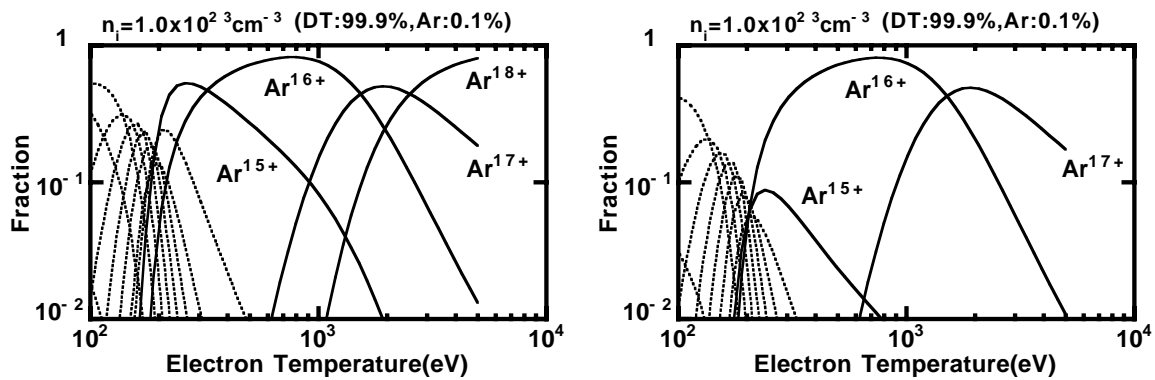 n_i=1.0x10^23cm^-3 (DT:99.9%,Ar:0.1%)
1
10^-1
10^-2
Fraction
Ar^16+
Ar^18+
Ar^15+
Ar^17+
10^2
10^3
10^4
Electron Temperature(eV)
n_i=1.0x10^23cm^-3 (DT:99.9%,Ar:0.1%)
1
10^-1
10^-2
Fraction
Ar^16+
Ar^15+
Ar^17+
10^2
10^3
10^4
Electron Temperature(eV)